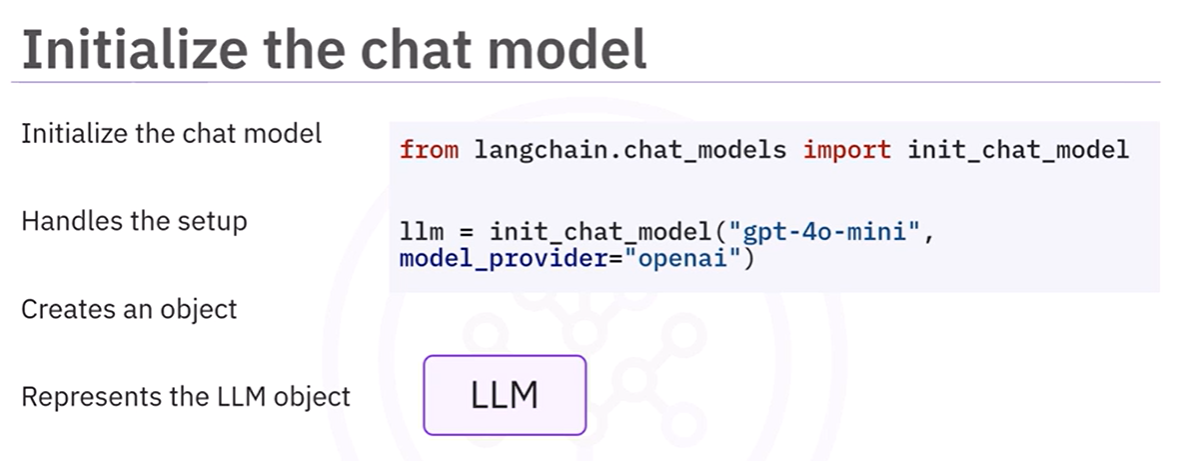 Initialize the chat model
Initialize the chat model
Handles the setup
Creates an object
Represents the LLM object
from langchain.chat_models import init_chat_model
llm = init_chat_model("gpt-4o-mini",
model_provider="openai")
LLM